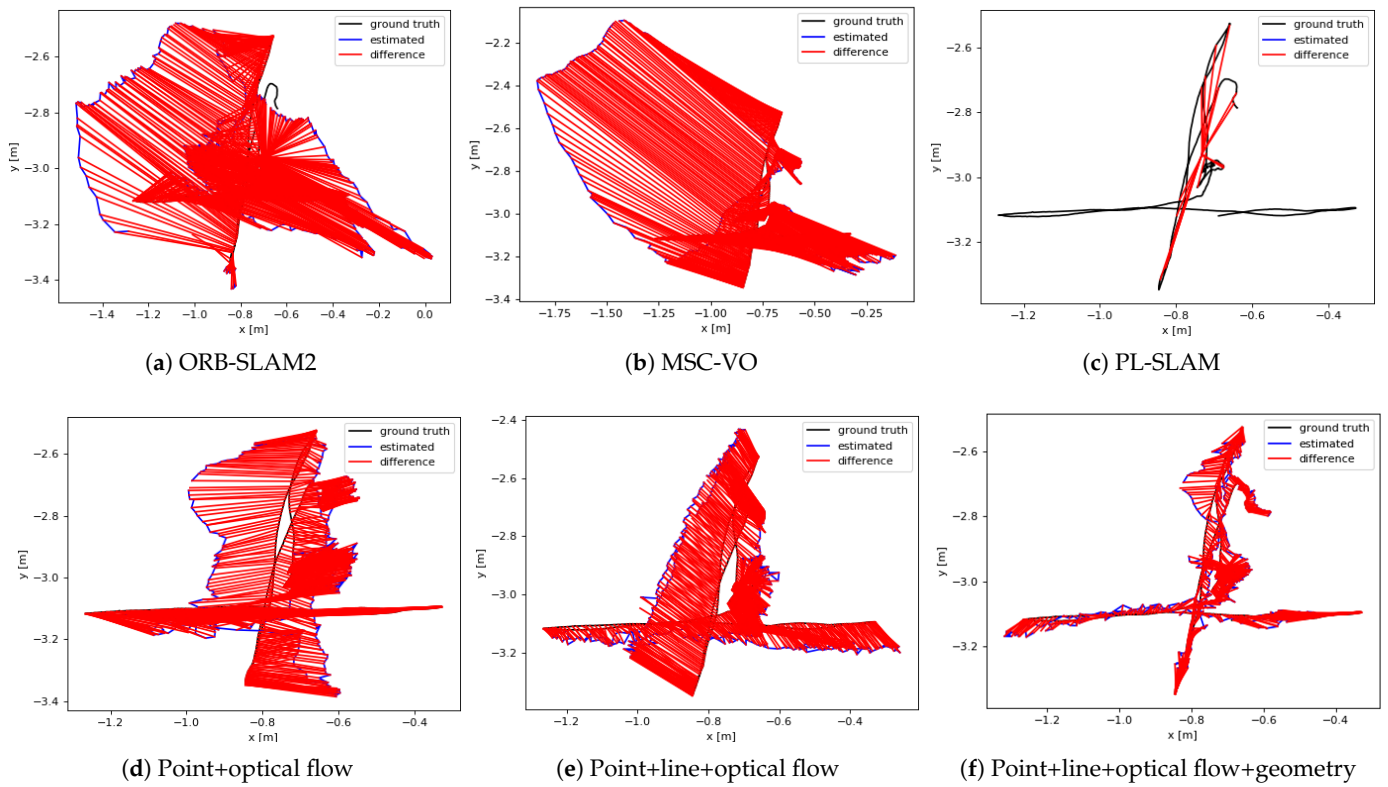 ground truth
estimated
difference
y [m]
−2.6
−2.8
−3.0
−3.2
−3.4
−1.4 −1.2 −1.0 −0.8 −0.6 −0.4 −0.2 0.0
x [m]
(a) ORB-SLAM2
ground truth
estimated
difference
y [m]
−2.2
−2.4
−2.6
−2.8
−3.0
−3.2
−3.4
−1.75 −1.50 −1.25 −1.00 −0.75 −0.50 −0.25
x [m]
(b) MSC-VO
ground truth
estimated
difference
y [m]
−2.6
−2.8
−3.0
−3.2
−1.2 −1.0 −0.8 −0.6 −0.4
x [m]
(c) PL-SLAM
ground truth
estimated
difference
y [m]
−2.6
−2.8
−3.0
−3.2
−3.4
−1.2 −1.0 −0.8 −0.6 −0.4
x [m]
(d) Point+optical flow
ground truth
estimated
difference
y [m]
−2.4
−2.6
−2.8
−3.0
−3.2
−1.2 −1.0 −0.8 −0.6 −0.4
x [m]
(e) Point+line+optical flow
ground truth
estimated
difference
y [m]
−2.6
−2.8
−3.0
−3.2
−1.2 −1.0 −0.8 −0.6 −0.4
x [m]
(f) Point+line+optical flow+geometry